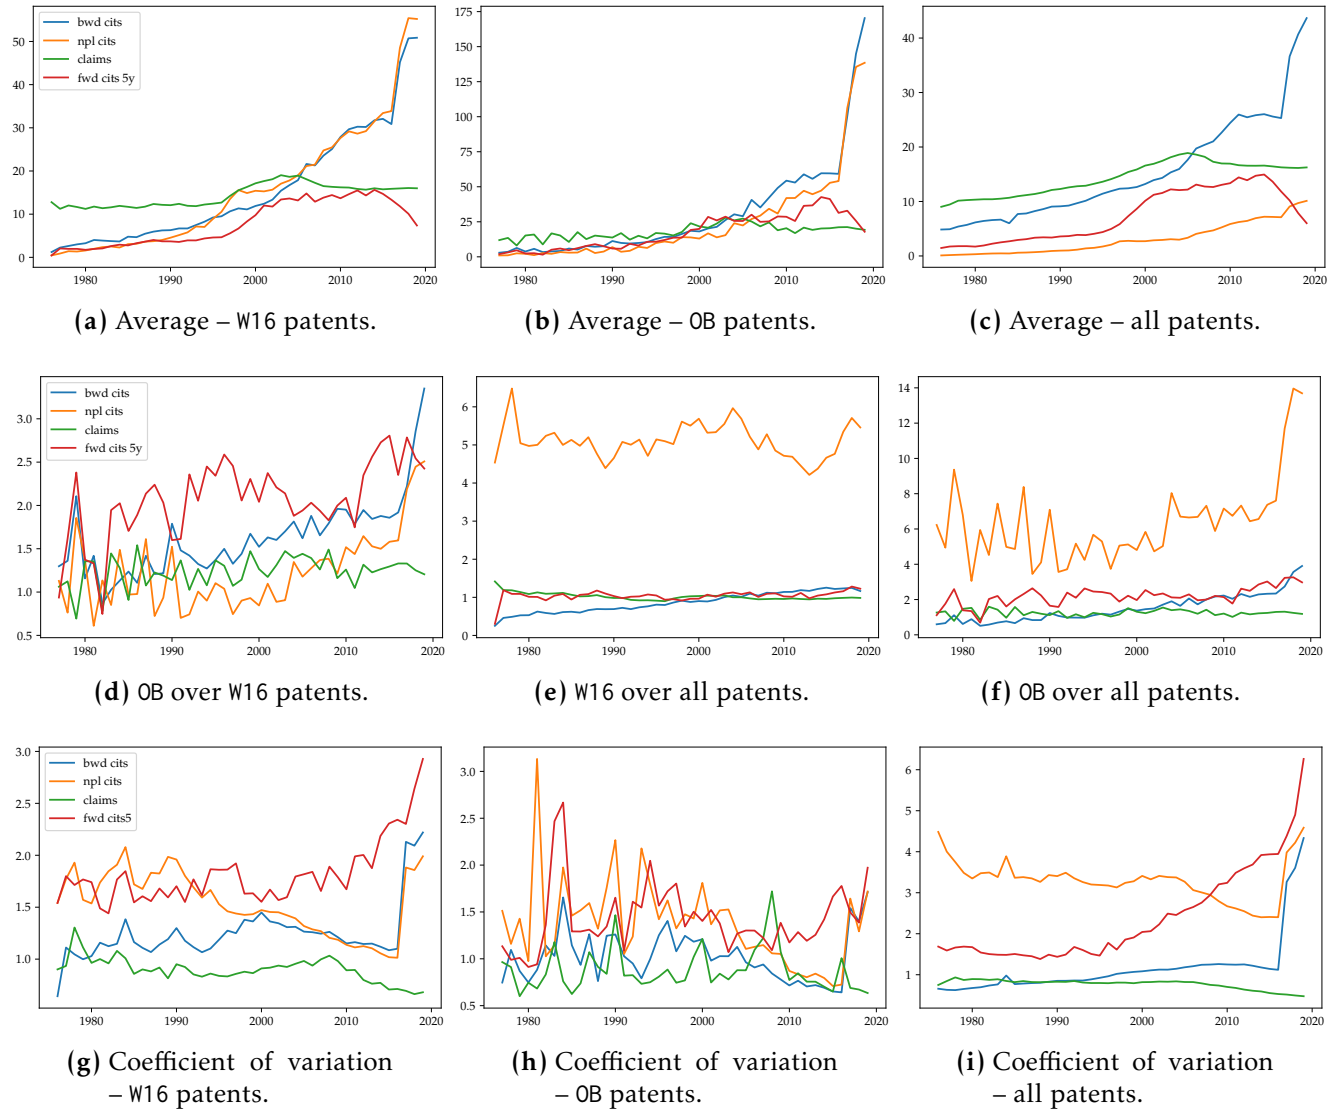 bwd cits
npl cits
claims
fwd cits 5y
50
40
30
20
10
0
1980 1990 2000 2010 2020
175
150
125
100
75
50
25
0
1980 1990 2000 2010 2020
40
30
20
10
0
1980 1990 2000 2010 2020
(a) Average – W16 patents.
(b) Average – OB patents.
(c) Average – all patents.
bwd cits
npl cits
claims
fwd cits 5y
3.0
2.5
2.0
1.5
1.0
0.5
1980 1990 2000 2010 2020
6
5
4
3
2
1
0
1980 1990 2000 2010 2020
14
12
10
8
6
4
2
0
1980 1990 2000 2010 2020
(d) OB over W16 patents.
(e) W16 over all patents.
(f) OB over all patents.
bwd cits
npl cits
claims
fwd cits5
3.0
2.5
2.0
1.5
1.0
1980 1990 2000 2010 2020
3.0
2.5
2.0
1.5
1.0
0.5
1980 1990 2000 2010 2020
6
5
4
3
2
1
1980 1990 2000 2010 2020
(g) Coefficient of variation
– W16 patents.
(h) Coefficient of variation
– OB patents.
(i) Coefficient of variation
– all patents.